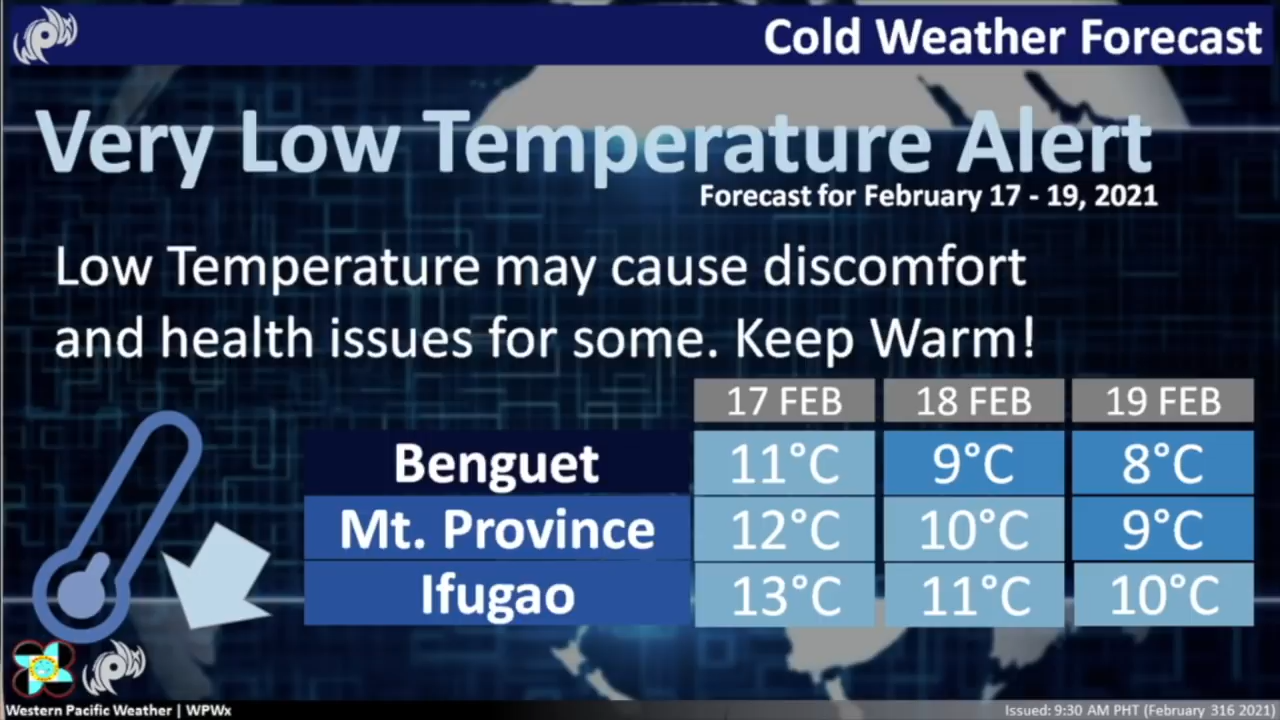 Cold Weather Forecast
Very Low Temperature Alert
Forecast for February 17 - 19, 2021
Low Temperature may cause discomfort
and health issues for some. Keep Warm!
17 FEB 18 FEB 19 FEB
Benguet 11°C 9°C 8°C
Mt. Province 12°C 10°C 9°C
Ifugao 13°C 11°C 10°C
Western Pacific Weather | WPWx
Issued: 9:30 AM PHT (February 316 2021)